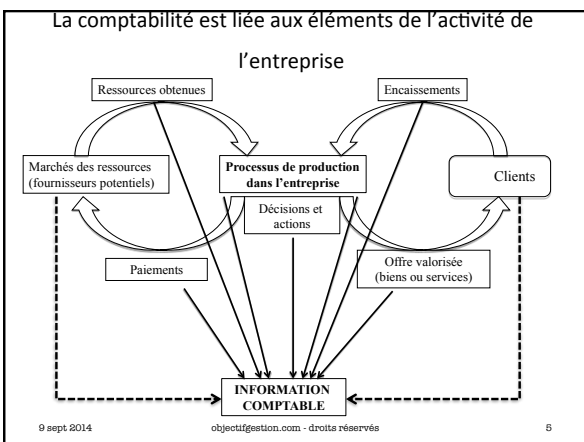 La comptabilité est liée aux éléments de l’activité de
l’entreprise
Ressources obtenues
Encaissements
Marchés des ressources
(fournisseurs potentiels)
Processus de production
dans l’entreprise
Clients
Décisions et
actions
Paiements
Offre valorisée
(biens ou services)
INFORMATION
COMPTABLE
9 sept 2014
objectifgestion.com - droits réservés
5